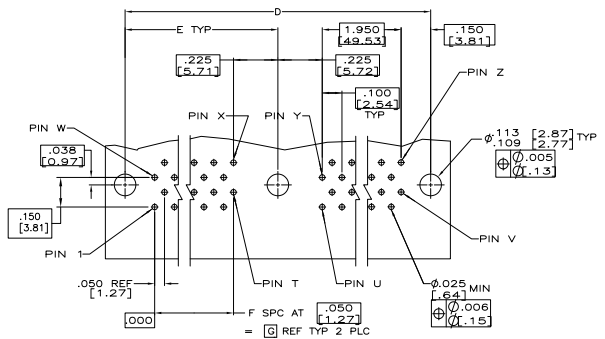 D
E TYP
1.950
[49.53]
.150
[3.81]
.225
[5.71]
.225
[5.72]
PIN Z
.100
[2.54]
TYP
PIN X
PIN Y
PIN W
.038
[0.97]
⌀.113 [2.87] TYP
.109 [2.77]
⌖ ⌀.005
⌀[.13]
.150
[3.81]
PIN 1
PIN V
.050 REF
[1.27]
PIN T
PIN U
⌀.025 MIN
[.64]
⌖ ⌀.006
⌀[.15]
.000
F SPC AT .050
[1.27]
= G REF TYP 2 PLC